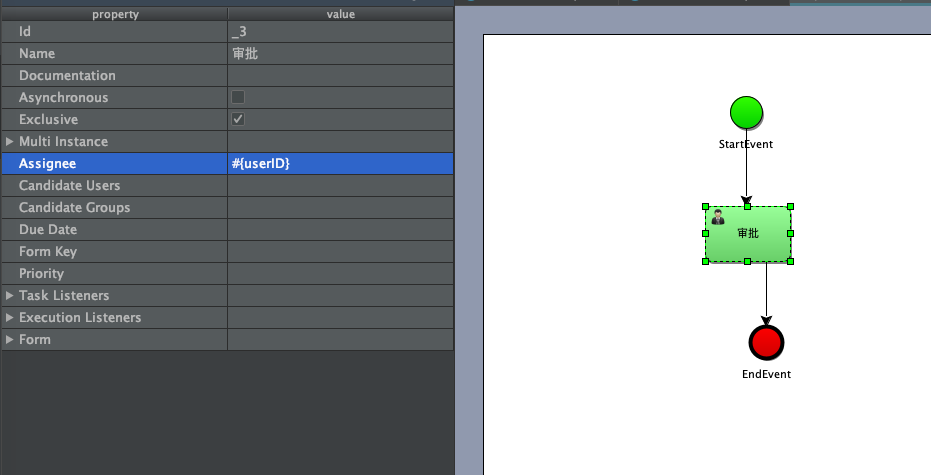 property value
Id _3
Name 审批
Documentation
Asynchronous
Exclusive
Multi Instance
Assignee #{userID}
Candidate Users
Candidate Groups
Due Date
Form Key
Priority
Task Listeners
Execution Listeners
Form
StartEvent
审批
EndEvent